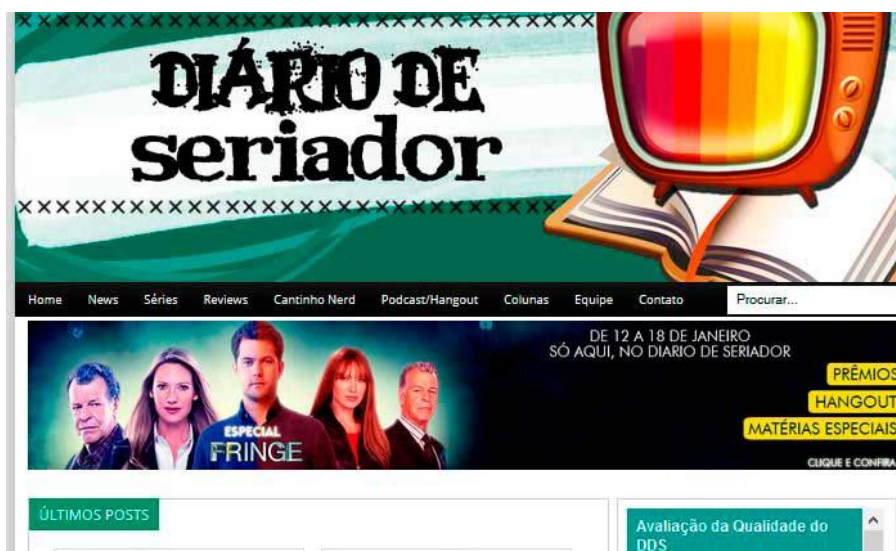 DIÁRIO DE
seriador
Home News Séries Reviews Cantinho Nerd Podcast/Hangout Colunas Equipe Contato Procurar...
DE 12 A 18 DE JANEIRO
SÓ AQUI, NO DIARIO DE SERIADOR
PRÊMIOS
HANGOUT
MATÉRIAS ESPECIAIS
ESPECIAL
FRINGE
CLIQUE E CONFIRA
ÚLTIMOS POSTS
Avaliação da Qualidade do
DDS